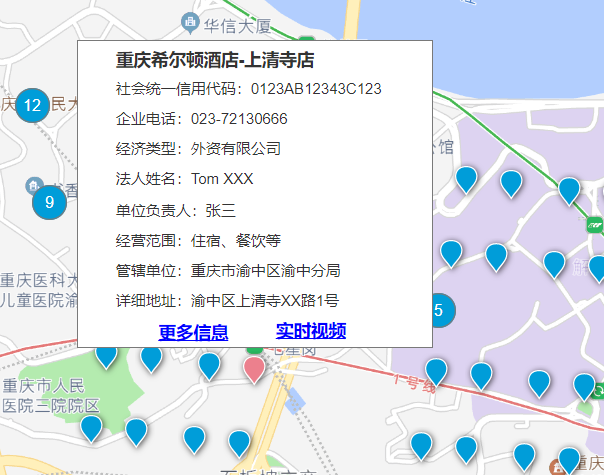 华信大厦
重庆希尔顿酒店-上清寺店
社会统一信用代码：0123AB12343C123
12
企业电话：023-72130666
经济类型：外资有限公司
公馆
法人姓名：Tom XXX
9
单位负责人：张三
经营范围：住宿、餐饮等
管辖单位：重庆市渝中区渝中分局
重庆医科大
儿童医院渝
详细地址：渝中区上清寺XX路1号
5
更多信息
实时视频
重庆市人民
医院三院院区
十号线